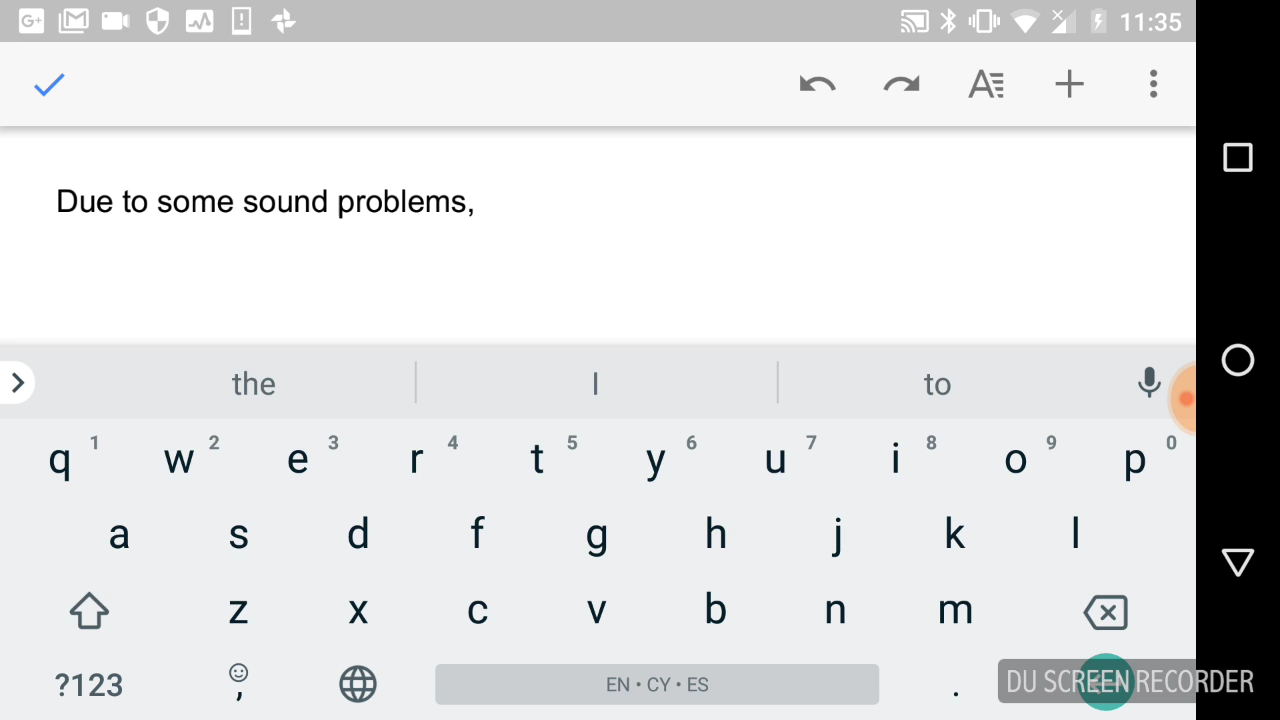 G+ 11:35
Due to some sound problems,
the I to
q 1 w 2 e 3 r 4 t 5 y 6 u 7 i 8 o 9 p 0
a s d f g h j k l
z x c v b n m
?123 , EN • CY • ES .
DU SCREEN RECORDER